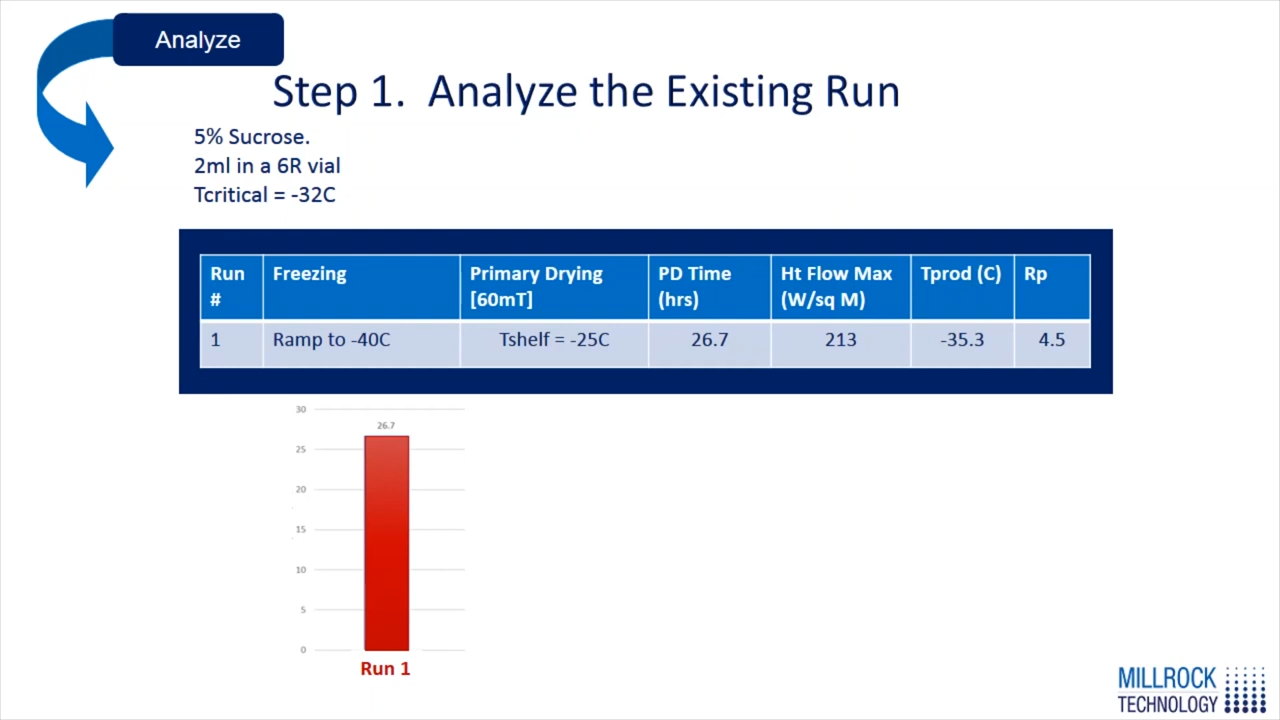 Analyze
Step 1. Analyze the Existing Run
5% Sucrose.
2ml in a 6R vial
Tcritical = -32C
Run # Freezing Primary Drying [60mT] PD Time (hrs) Ht Flow Max (W/sq M) Tprod (C) Rp
1 Ramp to -40C Tshelf = -25C 26.7 213 -35.3 4.5
30
26.7
25
20
15
10
5
0
Run 1
MILLROCK
TECHNOLOGY